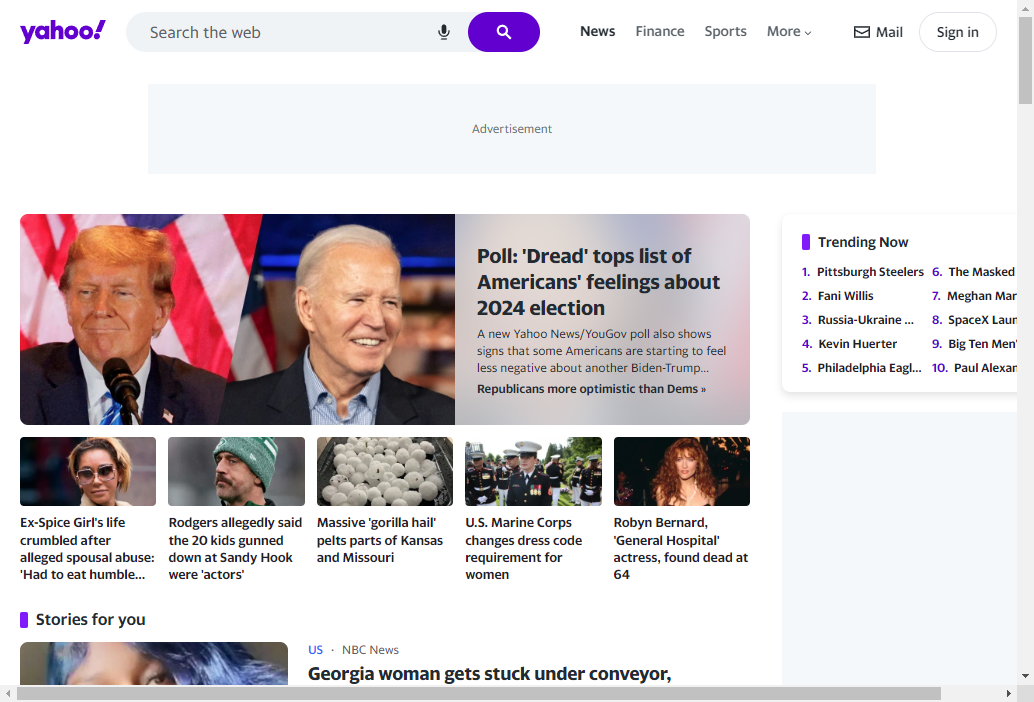 yahoo!
Search the web
News
Finance
Sports
More
Mail
Sign in
Advertisement
Poll: 'Dread' tops list of
Americans' feelings about
2024 election
A new Yahoo News/YouGov poll also shows
signs that some Americans are starting to feel
less negative about another Biden-Trump...
Republicans more optimistic than Dems »
Trending Now
1. Pittsburgh Steelers
2. Fani Willis
3. Russia-Ukraine ...
4. Kevin Huerter
5. Philadelphia Eagl...
6. The Masked
7. Meghan Mar
8. SpaceX Laun
9. Big Ten Men'
10. Paul Alexan
Ex-Spice Girl's life
crumbled after
alleged spousal abuse:
'Had to eat humble...
Rodgers allegedly said
the 20 kids gunned
down at Sandy Hook
were 'actors'
Massive 'gorilla hail'
pelts parts of Kansas
and Missouri
U.S. Marine Corps
changes dress code
requirement for
women
Robyn Bernard,
'General Hospital'
actress, found dead at
64
Stories for you
US · NBC News
Georgia woman gets stuck under conveyor,